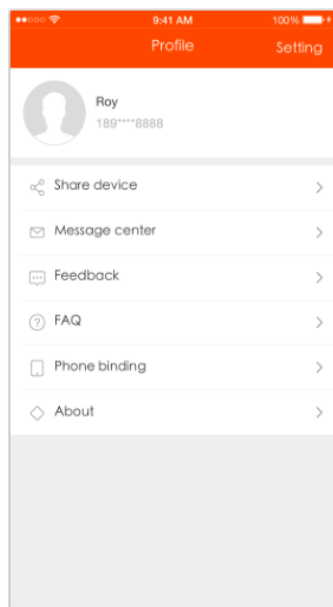 9:41 AM 100%
Profile Setting
Roy
189****8888
Share device
Message center
Feedback
FAQ
Phone binding
About